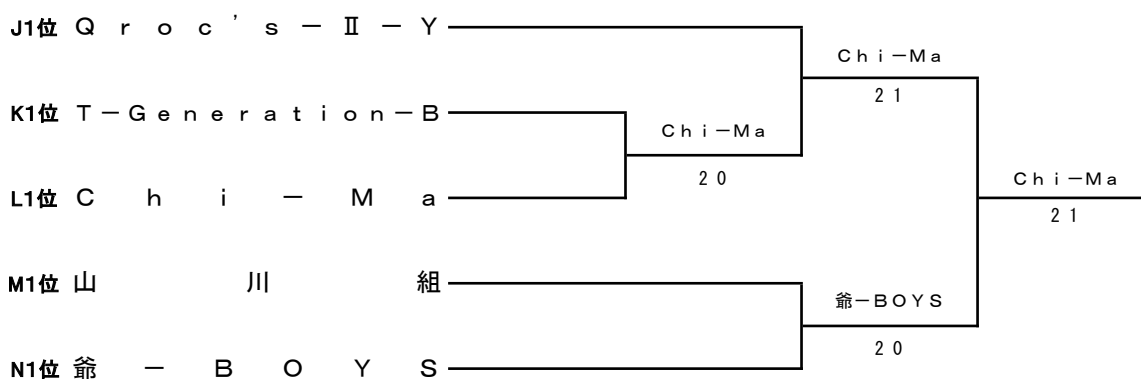 J1位 Ｑｒｏｃ’ｓ－Ⅱ－Ｙ
Ｃｈｉ－Ｍａ
２１
K1位 Ｔ－Ｇｅｎｅｒａｔｉｏｎ－Ｂ
Ｃｈｉ－Ｍａ
２０
L1位 Ｃｈｉ－Ｍａ
Ｃｈｉ－Ｍａ
２１
M1位 山川組
爺－ＢＯＹＳ
２０
N1位 爺－ＢＯＹＳ